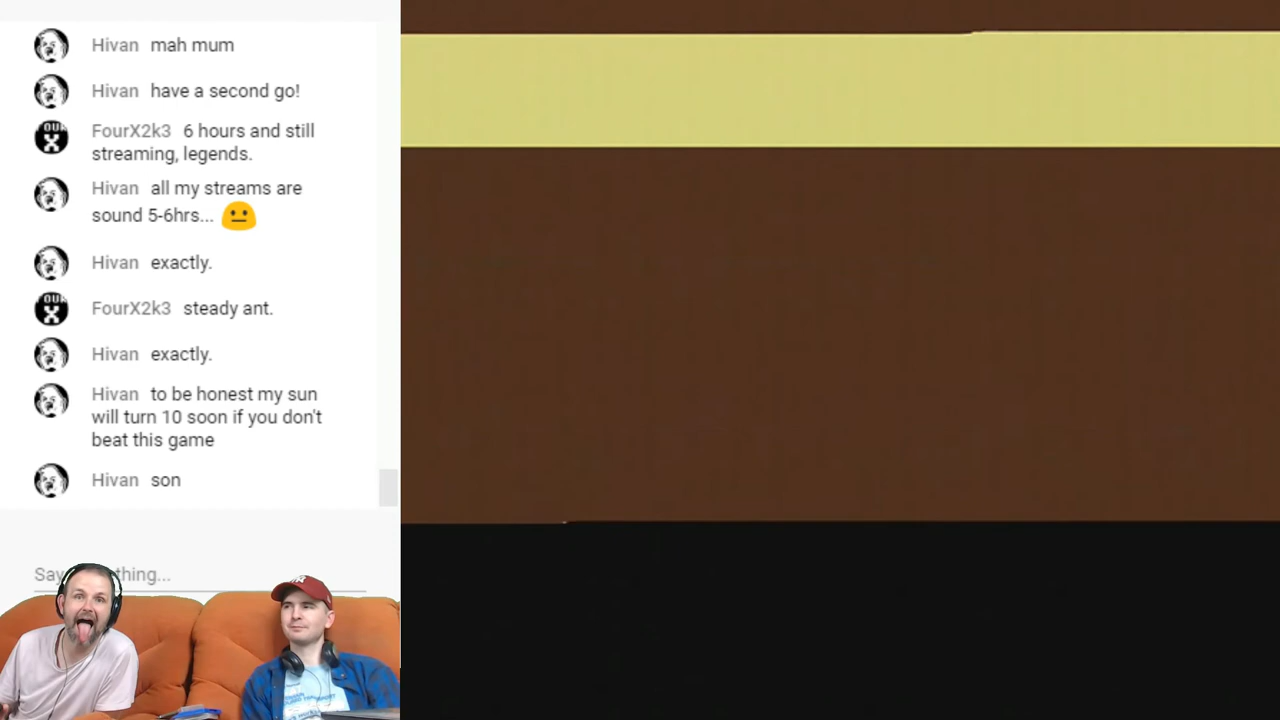 Hivan mah mum
Hivan have a second go!
FourX2k3 6 hours and still
streaming, legends.
Hivan all my streams are
sound 5-6hrs...
Hivan exactly.
FourX2k3 steady ant.
Hivan exactly.
Hivan to be honest my sun
will turn 10 soon if you don't
beat this game
Hivan son